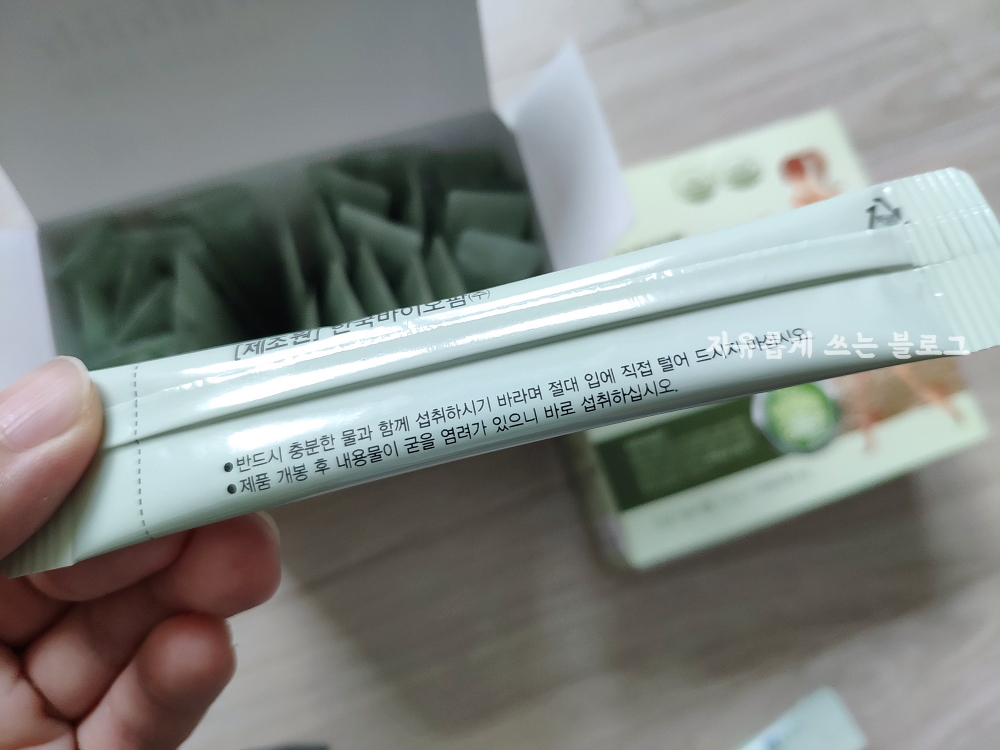 [제조원] 한국바이오팜(주)
•반드시 충분한 물과 함께 섭취하시기 바라며 절대 입에 직접 털어 드시지 마십시오.
•제품 개봉 후 내용물이 굳을 염려가 있으니 바로 섭취하십시오.
자유롭게 쓰는 블로그